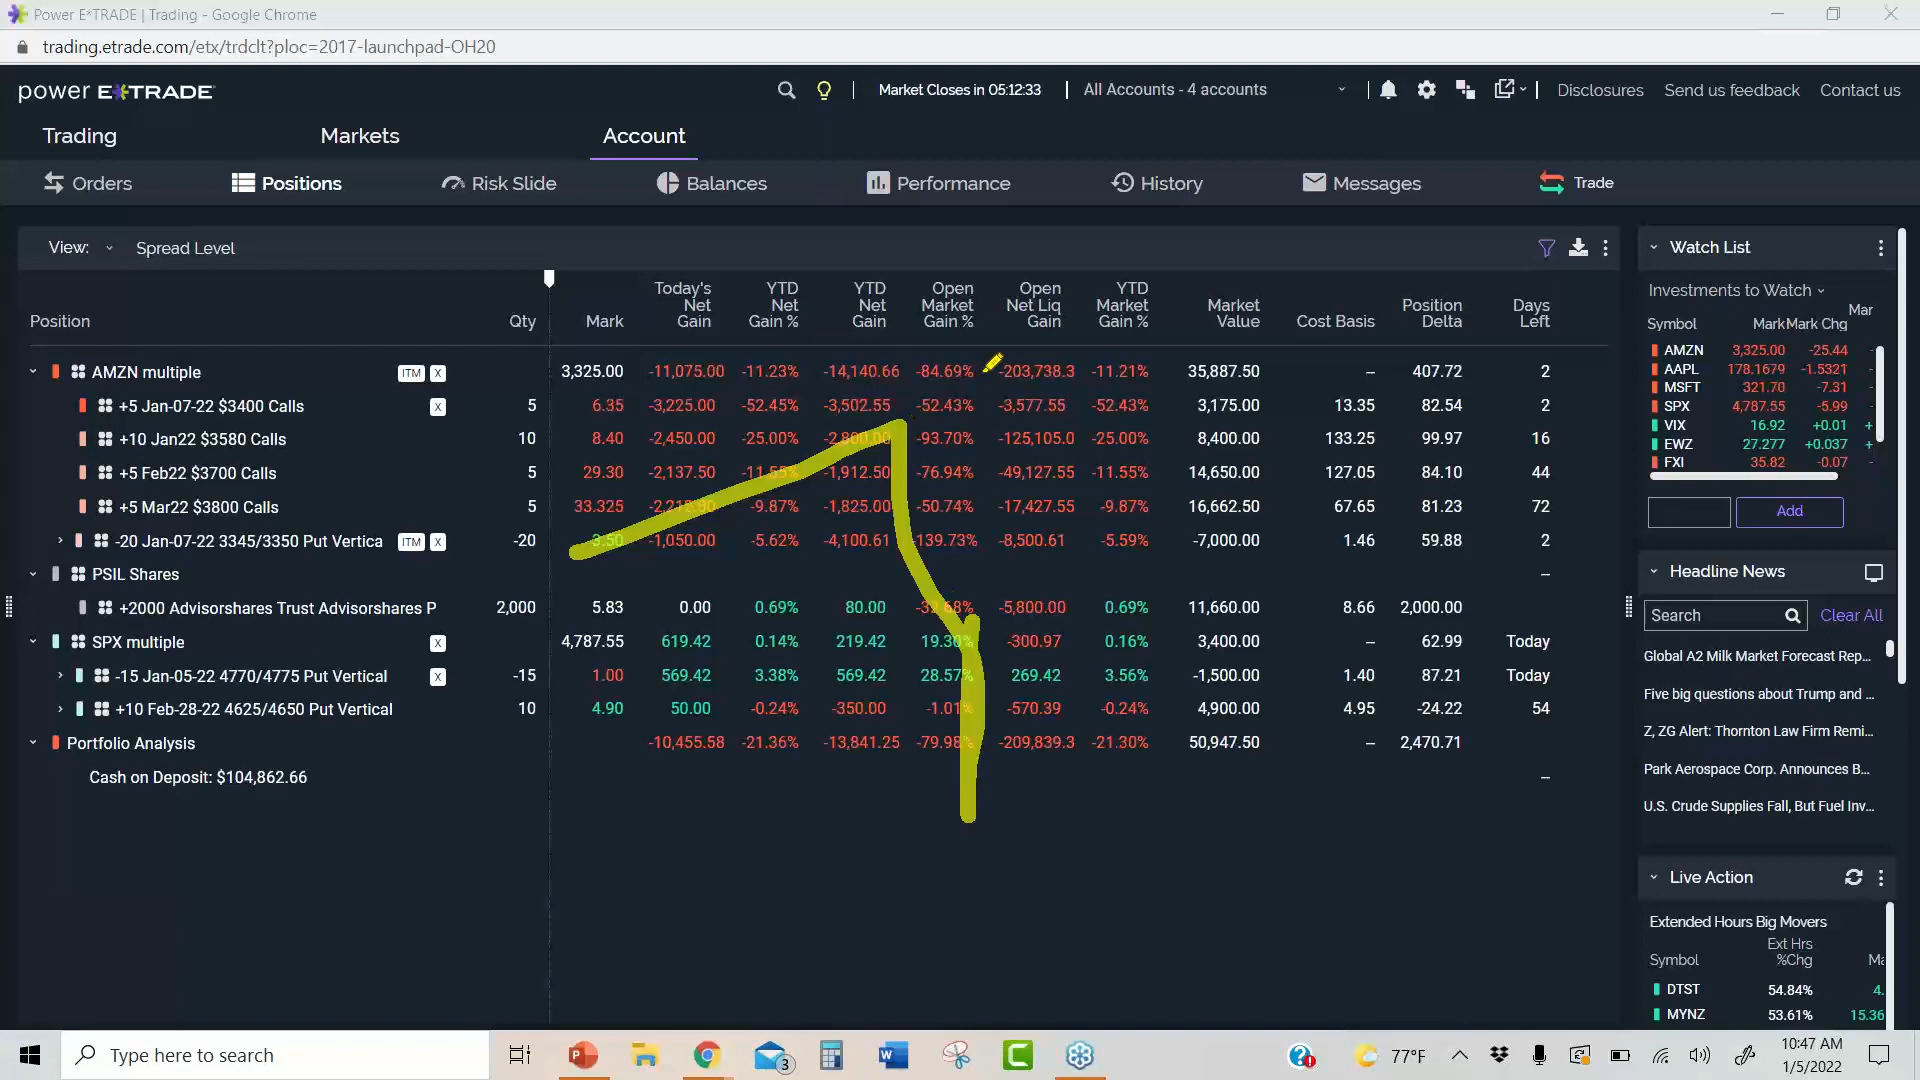 Power E*TRADE | Trading - Google Chrome
trading.etrade.com/etx/trdclt?ploc=2017-launchpad-OH20
power E*TRADE
Market Closes in 05:12:33
All Accounts - 4 accounts
Disclosures Send us feedback Contact us
Trading Markets Account
Orders Positions Risk Slide Balances Performance History Messages Trade
View: Spread Level
Position Qty Mark Today's Net Gain YTD Net Gain % YTD Net Gain Open Market Gain % Open Net Liq Gain YTD Market Gain % Market Value Cost Basis Position Delta Days Left
AMZN multiple ITM X 3,325.00 -11,075.00 -11.23% -14,140.66 -84.69% -203,738.3 -11.21% 35,887.50 -- 407.72 2
+5 Jan-07-22 $3400 Calls X 5 6.35 -3,225.00 -52.45% -3,502.55 -52.43% -3,577.55 -52.43% 3,175.00 13.35 82.54 2
+10 Jan22 $3580 Calls 10 8.40 -2,450.00 -25.00% -2,800.00 -93.70% -125,105.0 -25.00% 8,400.00 133.25 99.97 16
+5 Feb22 $3700 Calls 5 29.30 -2,137.50 -11.55% -1,912.50 -76.94% -49,127.55 -11.55% 14,650.00 127.05 84.10 44
+5 Mar22 $3800 Calls 5 33.325 -9.87% -1,825.00 -50.74% -17,427.55 -9.87% 16,662.50 67.65 81.23 72
-20 Jan-07-22 3345/3350 Put Vertica ITM X -20 3.50 -1,050.00 -5.62% -4,100.61 -139.73% -8,500.61 -5.59% -7,000.00 1.46 59.88 2
PSIL Shares --
+2000 Advisorshares Trust Advisorshares P 2,000 5.83 0.00 0.69% 80.00 -32.68% -5,800.00 0.69% 11,660.00 8.66 2,000.00
SPX multiple X 4,787.55 619.42 0.14% 219.42 19.30% -300.97 0.16% 3,400.00 -- 62.99 Today
-15 Jan-05-22 4770/4775 Put Vertical X -15 1.00 569.42 3.38% 569.42 28.57% 269.42 3.56% -1,500.00 1.40 87.21 Today
+10 Feb-28-22 4625/4650 Put Vertical 10 4.90 50.00 -0.24% -350.00 -1.01% -570.39 -0.24% 4,900.00 4.95 -24.22 54
Portfolio Analysis -10,455.58 -21.36% -13,841.25 -79.98% -209,839.3 -21.30% 50,947.50 -- 2,470.71
Cash on Deposit: $104,862.66 --
Watch List
Investments to Watch
Symbol Mark Mark Chg Mar
AMZN 3,325.00 -25.44 -
AAPL 178.1679 -1.5321 -
MSFT 321.70 -7.31 -
SPX 4,787.55 -5.99 -
VIX 16.92 +0.01 +
EWZ 27.277 +0.037 +
FXI 35.82 -0.07 -
Add
Headline News
Search Clear All
Global A2 Milk Market Forecast Rep...
Five big questions about Trump and ...
Z, ZG Alert: Thornton Law Firm Remi...
Park Aerospace Corp. Announces B...
U.S. Crude Supplies Fall, But Fuel Inv...
Live Action
Extended Hours Big Movers
Symbol Ext Hrs %Chg
DTST 54.84% 4.
MYNZ 53.61% 15.36
Type here to search
3
77°F
10:47 AM
1/5/2022